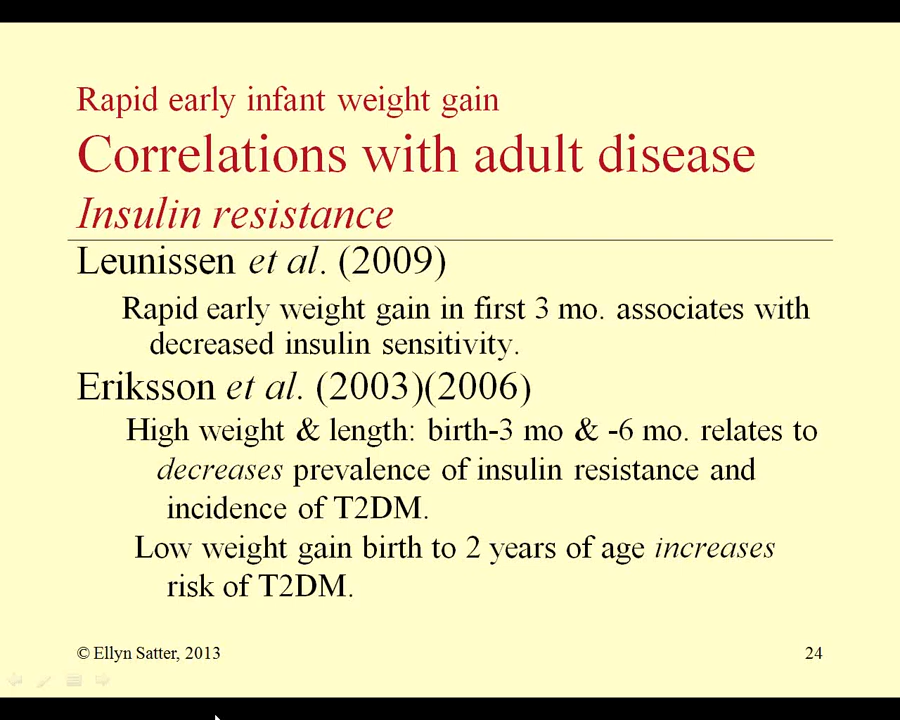 Rapid early infant weight gain
Correlations with adult disease
Insulin resistance
Leunissen et al. (2009)
Rapid early weight gain in first 3 mo. associates with
decreased insulin sensitivity.
Eriksson et al. (2003)(2006)
High weight & length: birth-3 mo & -6 mo. relates to
decreases prevalence of insulin resistance and
incidence of T2DM.
Low weight gain birth to 2 years of age increases
risk of T2DM.
© Ellyn Satter, 2013
24